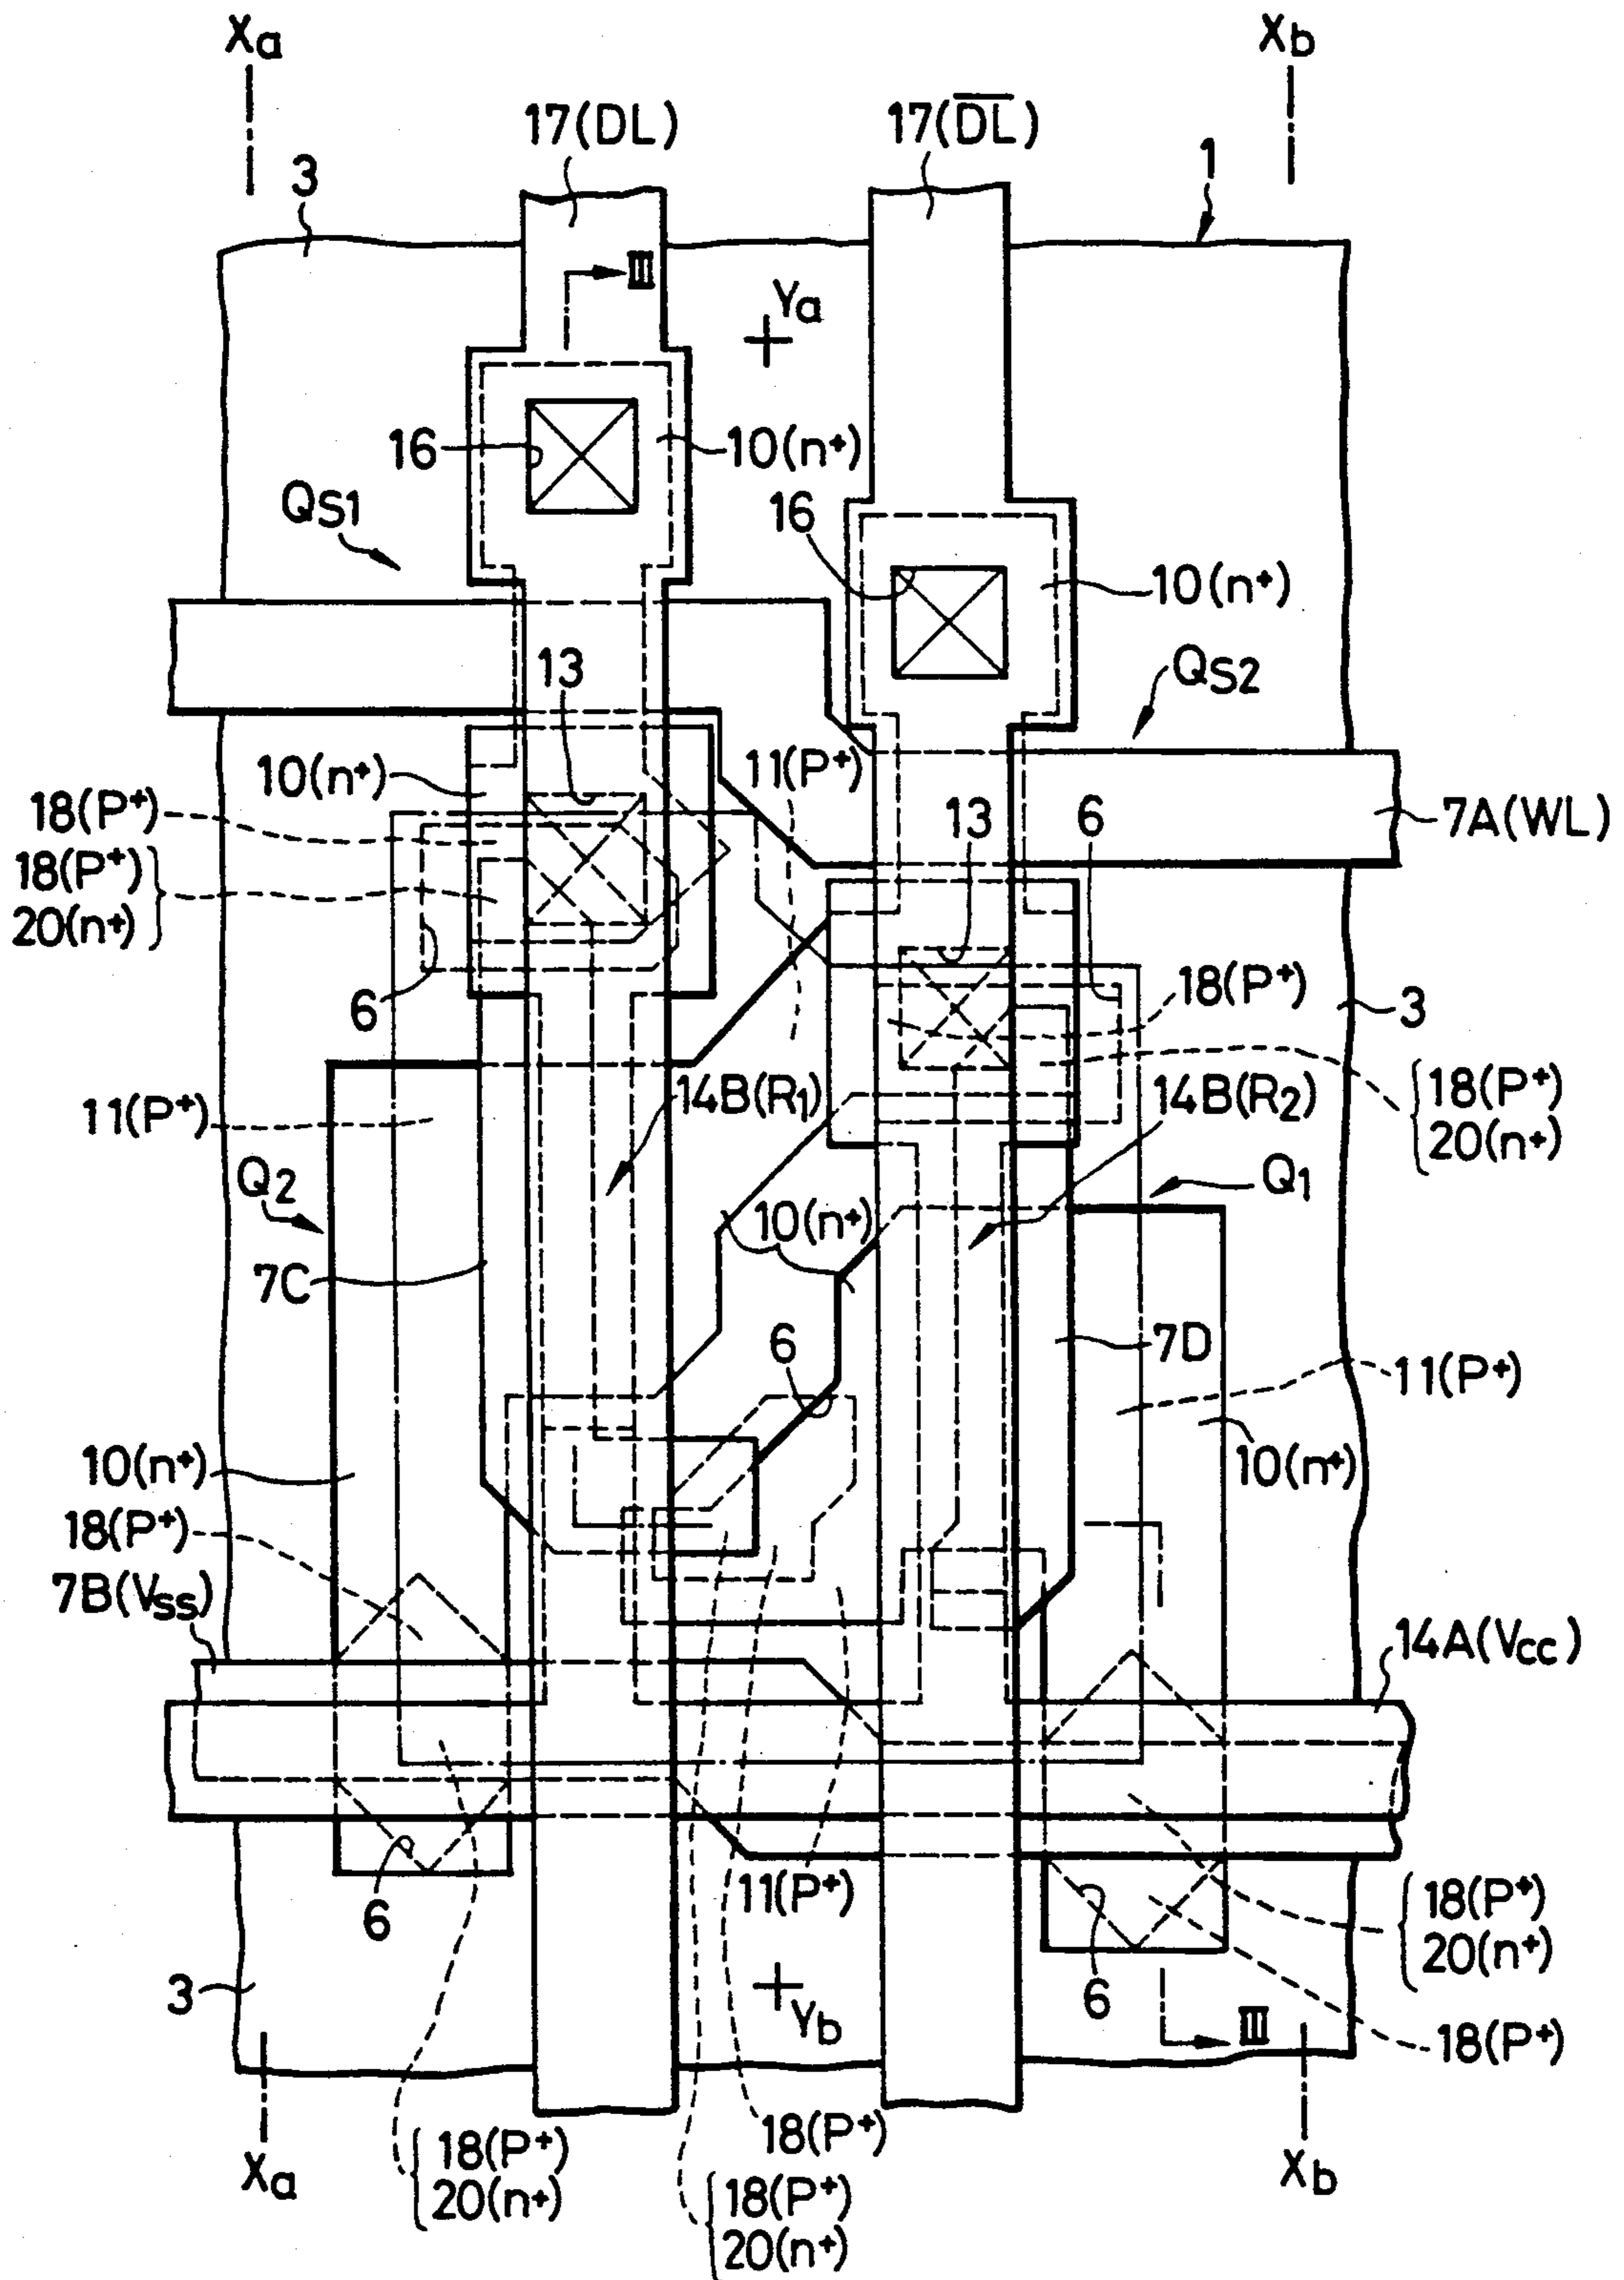 Xa
Xb
17(DL)
17(D̅L̅)
3
1
III
Ya
16
10(n+)
QS1
16
10(n+)
13
QS2
10(n+)
11(P+)
18(P+)
7A(WL)
18(P+)
20(n+)
13
6
6
18(P+)
3
14B(R1)
14B(R2)
11(P+)
18(P+)
20(n+)
Q2
Q1
10(n+)
7C
6
7D
11(P+)
10(n+)
10(n+)
18(P+)
7B(VSS)
14A(VCC)
6
11(P+)
18(P+)
20(n+)
3
6
Yb
III
18(P+)
18(P+)
18(P+)
20(n+)
Xa
Xb
18(P+)
20(n+)